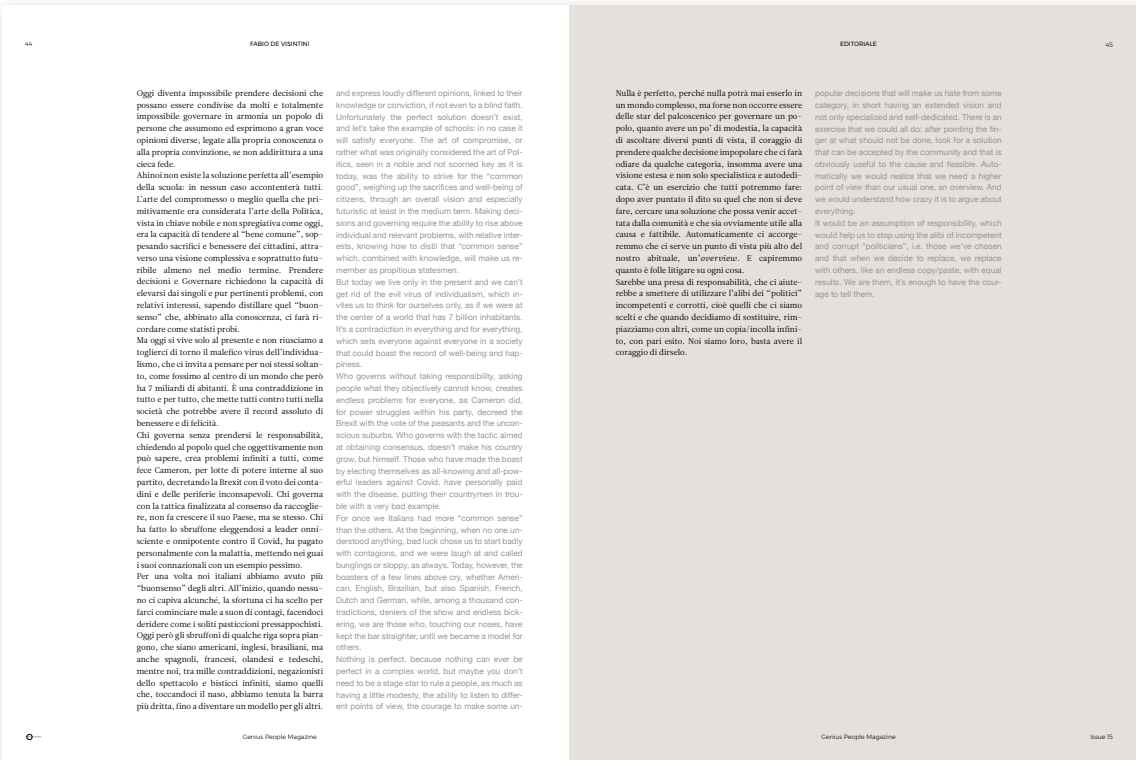 44
FABIO DE VISINTINI
Oggi diventa impossibile prendere decisioni che
possano essere condivise da molti e totalmente
impossibile governare in armonia un popolo di
persone che assumono ed esprimono a gran voce
opinioni diverse, legate alla propria conoscenza o
alla propria convinzione, se non addirittura a una
cieca fede.
Ahinoi non esiste la soluzione perfetta all'esempio
della scuola: in nessun caso accontenterà tutti.
L'arte del compromesso o meglio quella che pri-
mitivamente era considerata l'arte della Politica,
vista in chiave nobile e non spregiativa come oggi,
era la capacità di tendere al "bene comune", sop-
pesando sacrifici e benessere dei cittadini, attra-
verso una visione complessiva e soprattutto futu-
ribile almeno nel medio termine. Prendere
decisioni e Governare richiedono la capacità di
elevarsi dai singoli e pur pertinenti problemi, con
relativi interessi, sapendo distillare quel "buon-
senso" che, abbinato alla conoscenza, ci farà ri-
cordare come statisti probi.
Ma oggi si vive solo al presente e non riusciamo a
toglierci di torno il malefico virus dell'individua-
lismo, che ci invita a pensare per noi stessi soltan-
to, come fossimo al centro di un mondo che però
ha 7 miliardi di abitanti. È una contraddizione in
tutto e per tutto, che mette tutti contro tutti nella
società che potrebbe avere il record assoluto di
benessere e di felicità.
Chi governa senza prendersi le responsabilità,
chiedendo al popolo quel che oggettivamente non
può sapere, crea problemi infiniti a tutti, come
fece Cameron, per lotte di potere interne al suo
partito, decretando la Brexit con il voto dei conta-
dini e delle periferie inconsapevoli. Chi governa
con la tattica finalizzata al consenso da raccoglie-
re, non fa crescere il suo Paese, ma se stesso. Chi
ha fatto lo sbruffone eleggendosi a leader onni-
sciente e onnipotente contro il Covid, ha pagato
personalmente con la malattia, mettendo nei guai
i suoi connazionali con un esempio pessimo.
Per una volta noi italiani abbiamo avuto più
"buonsenso" degli altri. All'inizio, quando nessu-
no ci capiva alcunché, la sfortuna ci ha scelto per
farci cominciare male a suon di contagi, facendoci
deridere come i soliti pasticcioni pressappochisti.
Oggi però gli sbruffoni di qualche riga sopra pian-
gono, che siano americani, inglesi, brasiliani, ma
anche spagnoli, francesi, olandesi e tedeschi,
mentre noi, tra mille contraddizioni, negazionisti
dello spettacolo e bisticci infiniti, siamo quelli
che, toccandoci il naso, abbiamo tenuta la barra
più dritta, fino a diventare un modello per gli altri.
and express loudly different opinions, linked to their
knowledge or conviction, if not even to a blind faith.
Unfortunately the perfect solution doesn't exist,
and let's take the example of schools: in no case it
will satisfy everyone. The art of compromise, or
rather what was originally considered the art of Pol-
itics, seen in a noble and not scorned key as it is
today, was the ability to strive for the "common
good", weighing up the sacrifices and well-being of
citizens, through an overall vision and especially
futuristic at least in the medium term. Making deci-
sions and governing require the ability to rise above
individual and relevant problems, with relative inter-
ests, knowing how to distil that "common sense"
which, combined with knowledge, will make us re-
member as propitious statesmen.
But today we live only in the present and we can't
get rid of the evil virus of individualism, which in-
vites us to think for ourselves only, as if we were at
the center of a world that has 7 billion inhabitants.
It's a contradiction in everything and for everything,
which sets everyone against everyone in a society
that could boast the record of well-being and hap-
piness.
Who governs without taking responsibility, asking
people what they objectively cannot know, creates
endless problems for everyone, as Cameron did,
for power struggles within his party, decreed the
Brexit with the vote of the peasants and the uncon-
scious suburbs. Who governs with the tactic aimed
at obtaining consensus, doesn't make his country
grow, but himself. Those who have made the boast
by electing themselves as all-knowing and all-pow-
erful leaders against Covid, have personally paid
with the disease, putting their countrymen in trou-
ble with a very bad example.
For once we Italians had more "common sense"
than the others. At the beginning, when no one un-
derstood anything, bad luck chose us to start badly
with contagions, and we were laugh at and called
bunglings or sloppy, as always. Today, however, the
boasters of a few lines above cry, whether Ameri-
can, English, Brazilian, but also Spanish, French,
Dutch and German, while, among a thousand con-
tradictions, deniers of the show and endless bick-
ering, we are those who, touching our noses, have
kept the bar straighter, until we became a model for
others.
Nothing is perfect, because nothing can ever be
perfect in a complex world, but maybe you don't
need to be a stage star to rule a people, as much as
having a little modesty, the ability to listen to differ-
ent points of view, the courage to make some un-
Genius People Magazine
EDITORIALE
45
Nulla è perfetto, perché nulla potrà mai esserlo in
un mondo complesso, ma forse non occorre essere
delle star del palcoscenico per governare un po-
polo, quanto avere un po' di modestia, la capacità
di ascoltare diversi punti di vista, il coraggio di
prendere qualche decisione impopolare che ci farà
odiare da qualche categoria, insomma avere una
visione estesa e non solo specialistica e autodedi-
cata. C'è un esercizio che tutti potremmo fare:
dopo aver puntato il dito su quel che non si deve
fare, cercare una soluzione che possa venir accet-
tata dalla comunità e che sia ovviamente utile alla
causa e fattibile. Automaticamente ci accorge-
remmo che ci serve un punto di vista più alto del
nostro abituale, un'overview. E capiremmo
quanto è folle litigare su ogni cosa.
Sarebbe una presa di responsabilità, che ci aiute-
rebbe a smettere di utilizzare l'alibi dei "politici"
incompetenti e corrotti, cioè quelli che ci siamo
scelti e che quando decidiamo di sostituire, rim-
piazziamo con altri, come un copia/incolla infini-
to, con pari esito. Noi siamo loro, basta avere il
coraggio di dirselo.
popular decisions that will make us hate from some
category, in short having an extended vision and
not only specialized and self-dedicated. There is an
exercise that we could all do: after pointing the fin-
ger at what should not be done, look for a solution
that can be accepted by the community and that is
obviously useful to the cause and feasible. Auto-
matically we would realize that we need a higher
point of view than our usual one, an overview. And
we would understand how crazy it is to argue about
everything.
It would be an assumption of responsibility, which
would help us to stop using the alibi of incompetent
and corrupt "politicians", i.e. those we've chosen
and that when we decide to replace, we replace
with others, like an endless copy/paste, with equal
results. We are them, it's enough to have the cour-
age to tell them.
Genius People Magazine
Issue 15